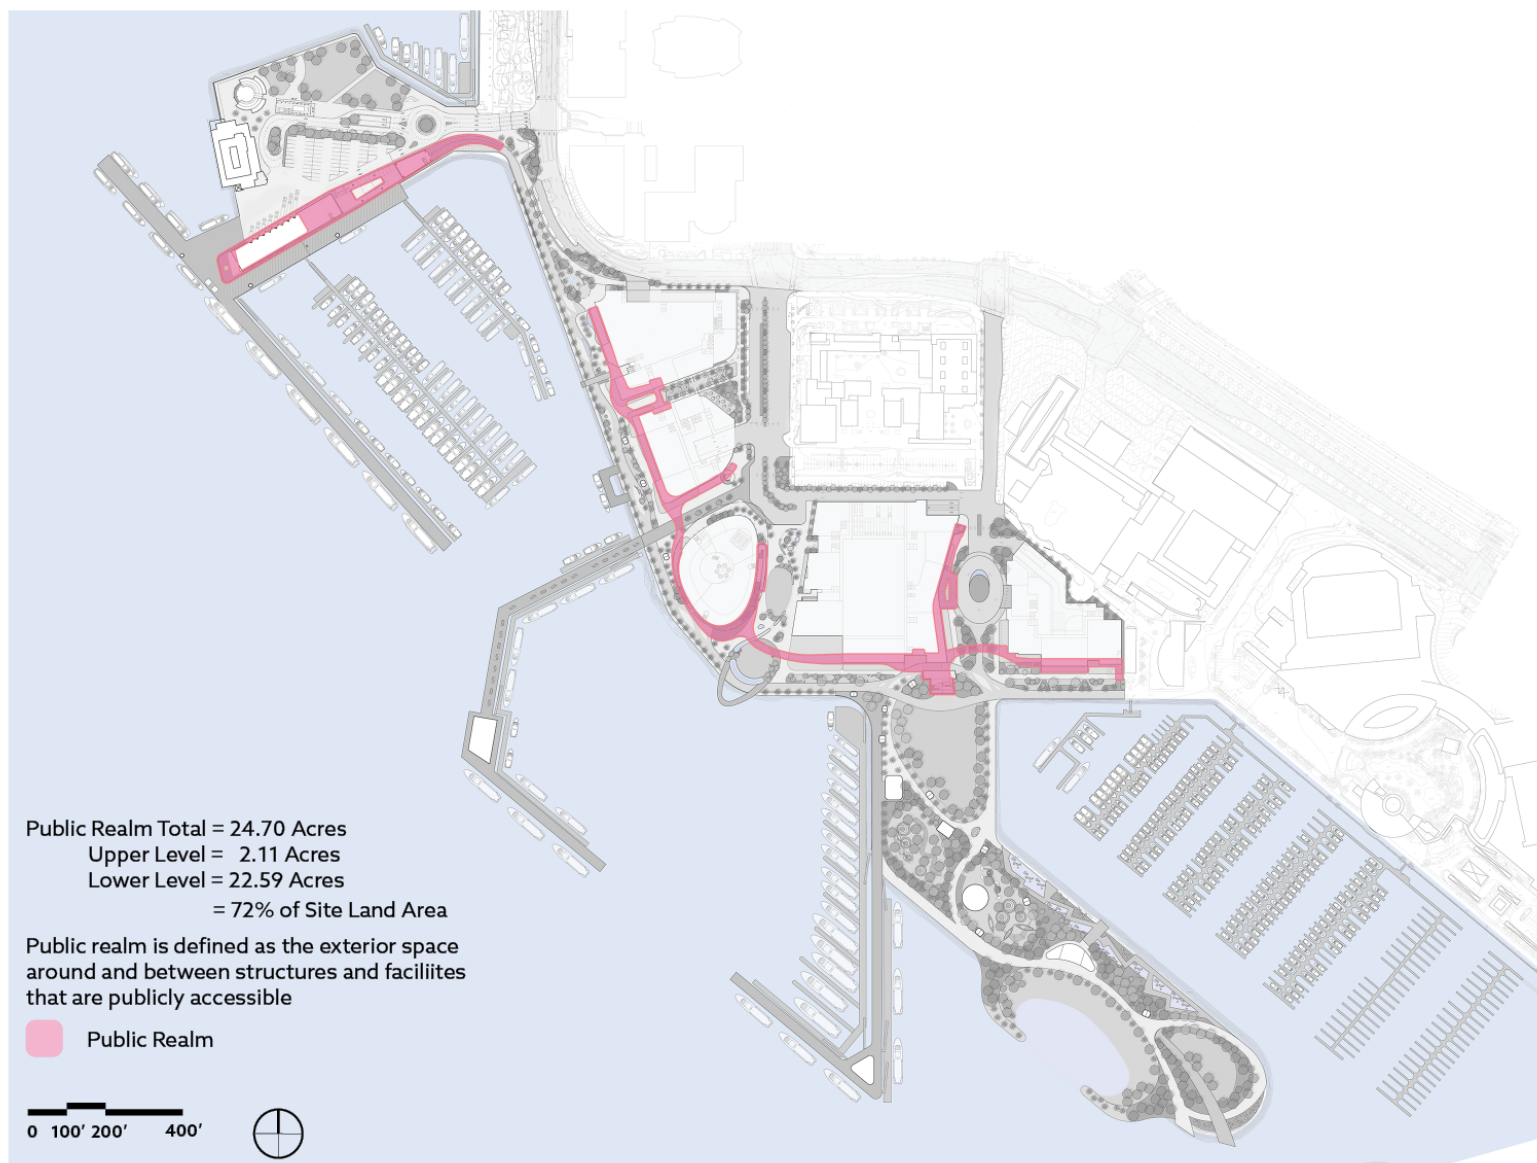 Public Realm Total = 24.70 Acres
Upper Level = 2.11 Acres
Lower Level = 22.59 Acres
= 72% of Site Land Area
Public realm is defined as the exterior space
around and between structures and faciliites
that are publicly accessible
Public Realm
0 100' 200' 400'